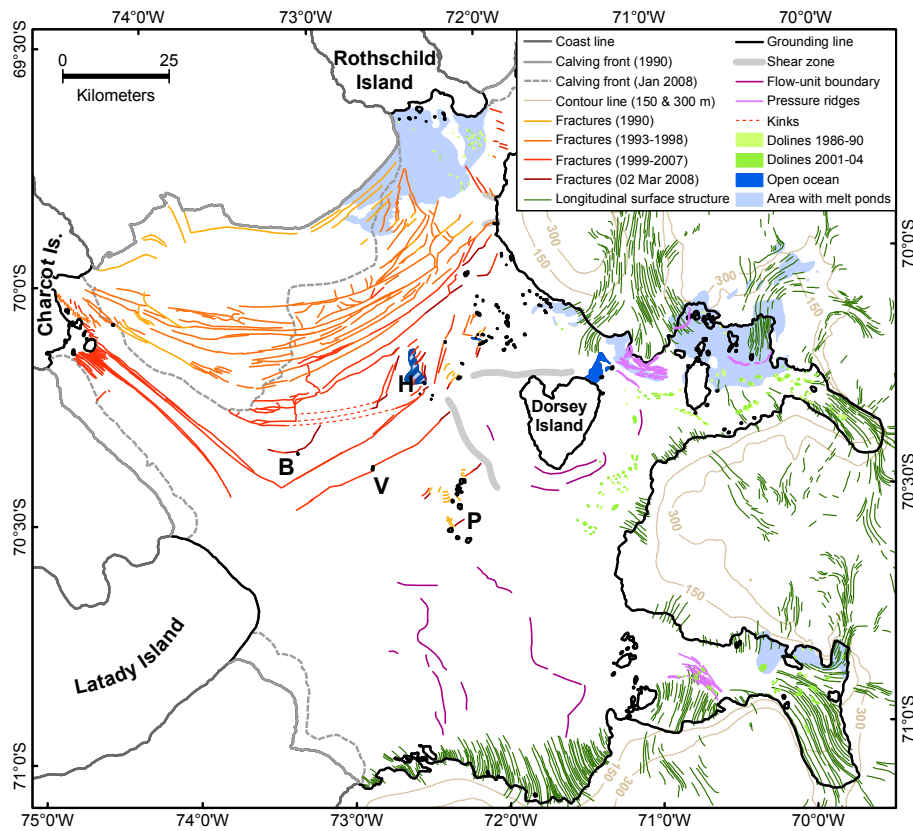 74°0'W 73°0'W 72°0'W 71°0'W 70°0'W
69°30'S
0 25
Kilometers
Rothschild
Island
Coast line
Calving front (1990)
Calving front (Jan 2008)
Contour line (150 & 300 m)
Fractures (1990)
Fractures (1993-1998)
Fractures (1999-2007)
Fractures (02 Mar 2008)
Longitudinal surface structure
Grounding line
Shear zone
Flow-unit boundary
Pressure ridges
Kinks
Dolines 1986-90
Dolines 2001-04
Open ocean
Area with melt ponds
300
150
300
150
70°0'S
70°0'S
Charcot Is.
H
Dorsey
Island
B
V
P
70°30'S
70°30'S
300
150
300
Latady Island
71°0'S
71°0'S
150
300
300
75°0'W 74°0'W 73°0'W 72°0'W 71°0'W 70°0'W